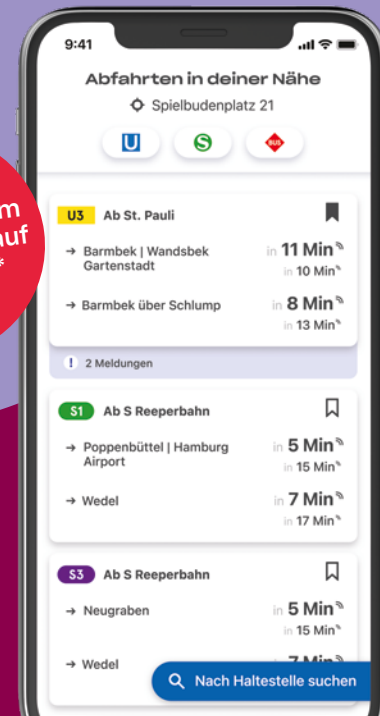 9:41
Abfahrten in deiner Nähe
Spielbudenplatz 21
U
S
BUS
m
auf
*
U3 Ab St. Pauli
→ Barmbek | Wandsbek in 11 Min
Gartenstadt in 10 Min
→ Barmbek über Schlump in 8 Min
in 13 Min
! 2 Meldungen
S1 Ab S Reeperbahn
→ Poppenbüttel | Hamburg in 5 Min
Airport in 15 Min
→ Wedel in 7 Min
in 17 Min
S3 Ab S Reeperbahn
→ Neugraben in 5 Min
in 15 Min
→ Wedel 7 Min
Nach Haltestelle suchen